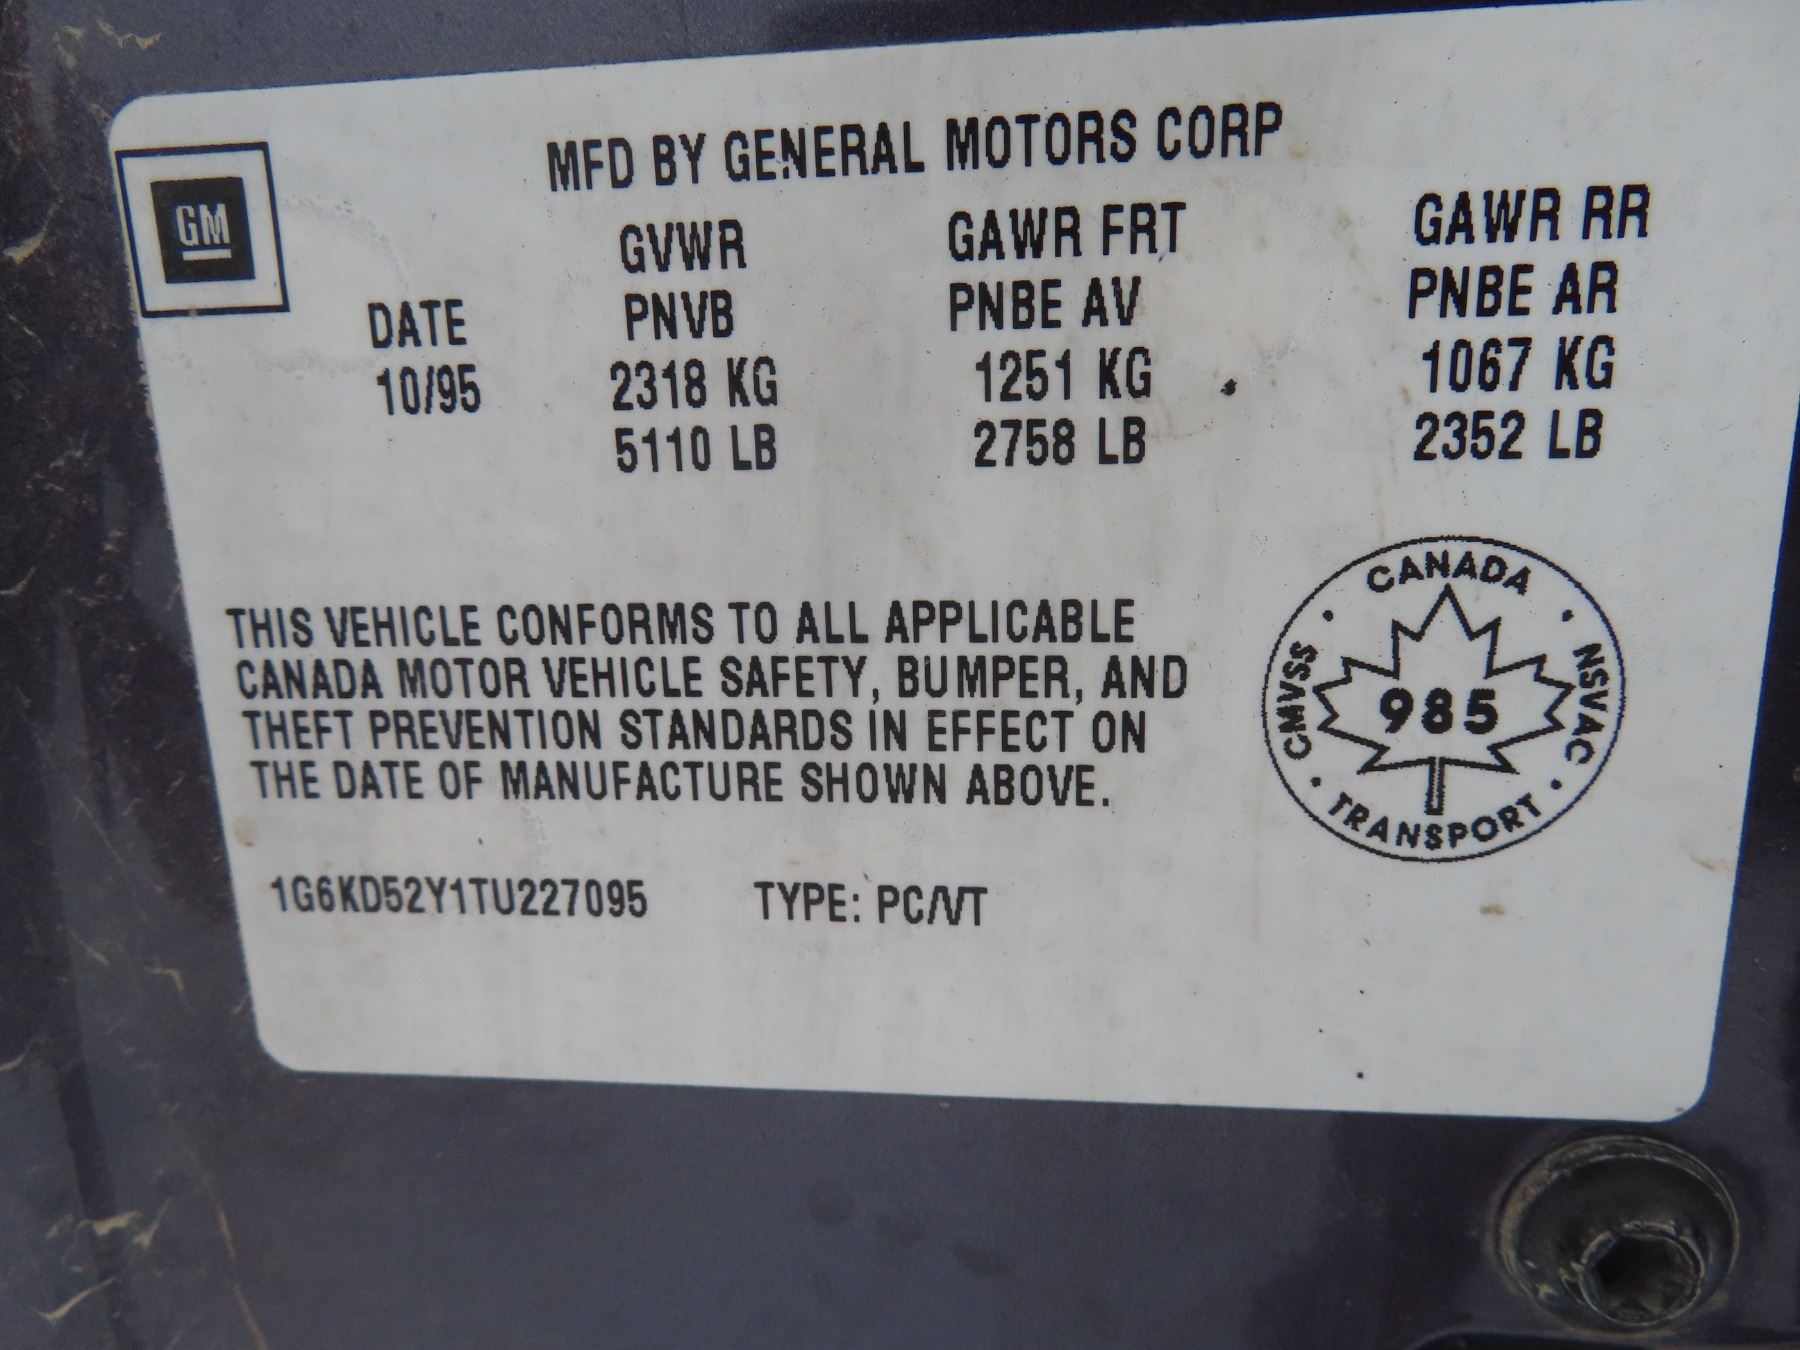 MFD BY GENERAL MOTORS CORP
GM
GVWR GAWR FRT GAWR RR
DATE PNVB PNBE AV PNBE AR
10/95 2318 KG 1251 KG 1067 KG
5110 LB 2758 LB 2352 LB
THIS VEHICLE CONFORMS TO ALL APPLICABLE
CANADA MOTOR VEHICLE SAFETY, BUMPER, AND
THEFT PREVENTION STANDARDS IN EFFECT ON
THE DATE OF MANUFACTURE SHOWN ABOVE.
CANADA · NSVAC · TRANSPORT · CMVSS ·
985
1G6KD52Y1TU227095 TYPE: PC/VT